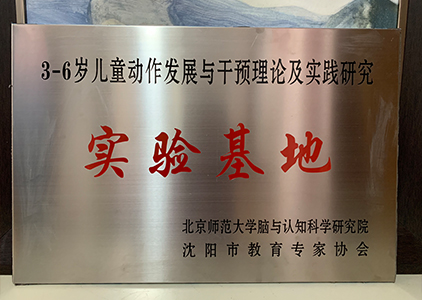 3-6岁儿童动作发展与干预理论及实践研究
实验基地
北京师范大学脑与认知科学研究院
沈阳市教育专家协会